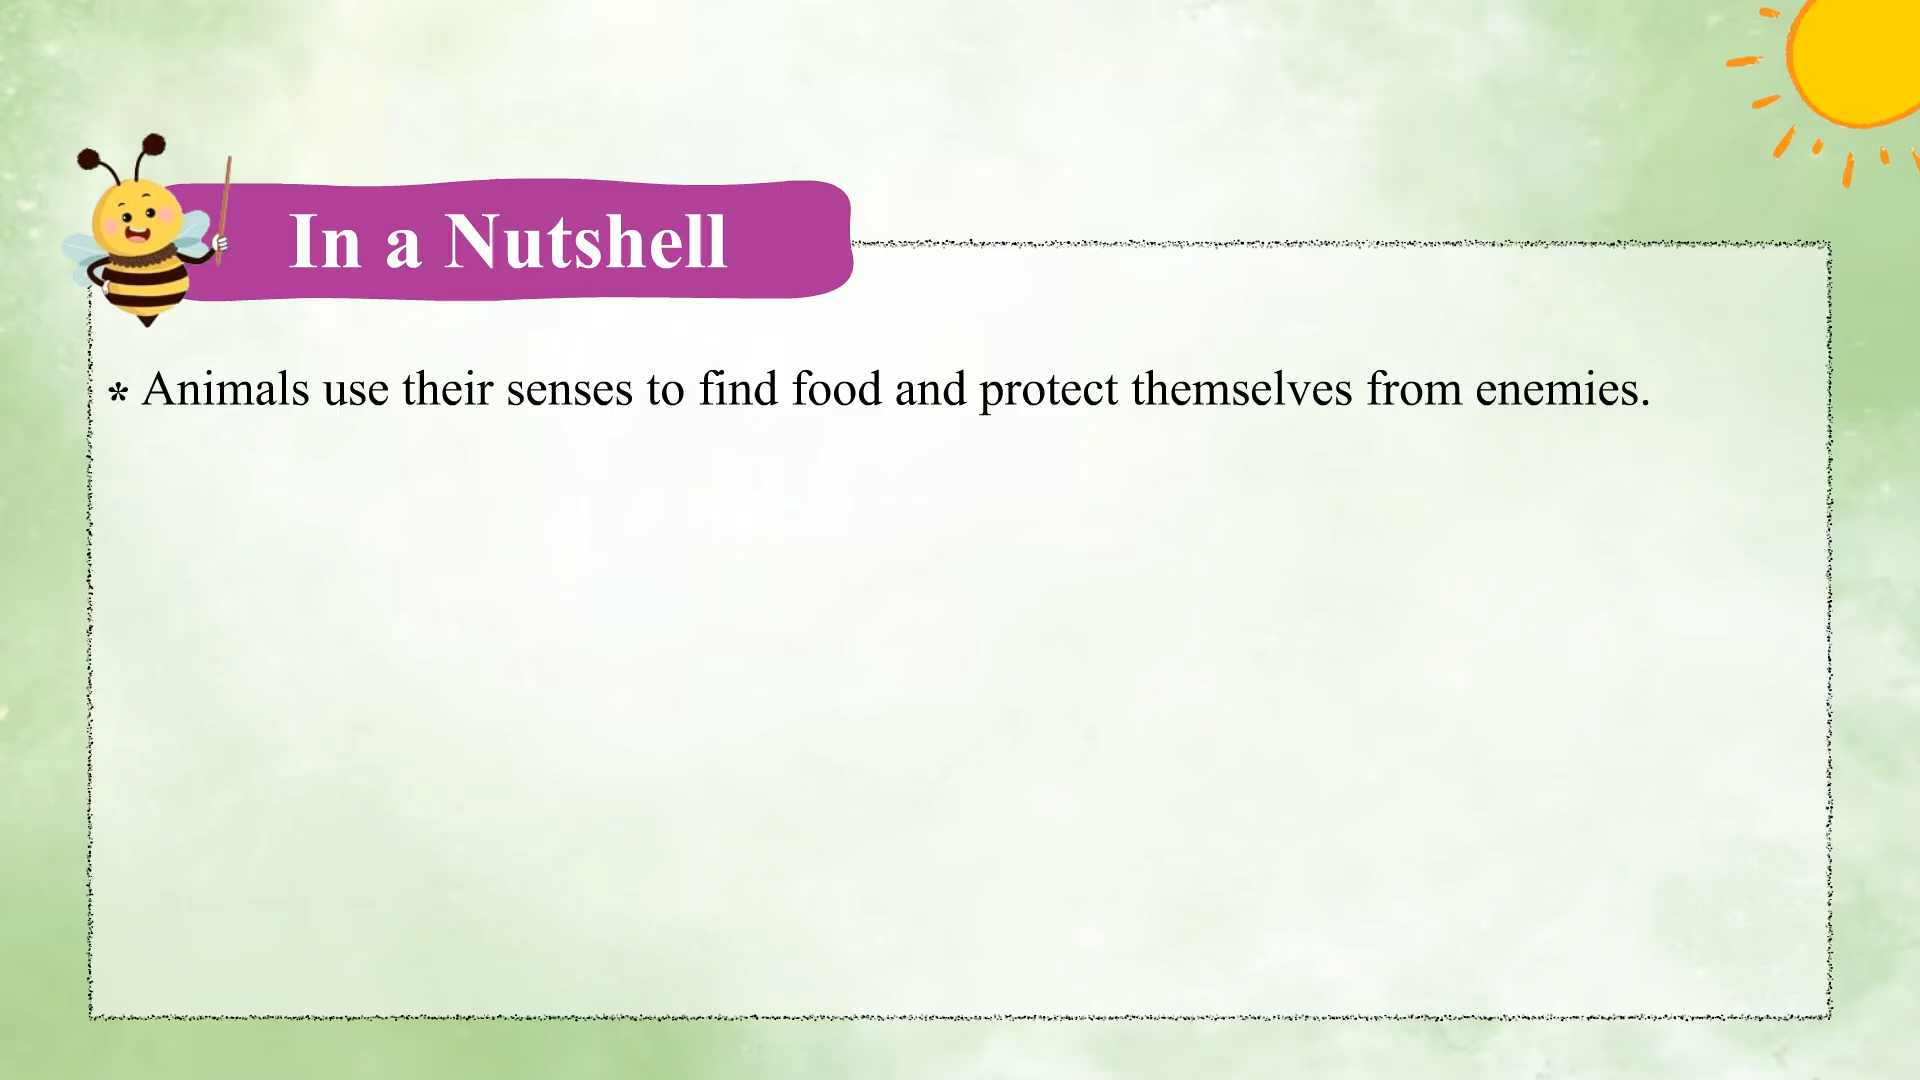 In a Nutshell
* Animals use their senses to find food and protect themselves from enemies.